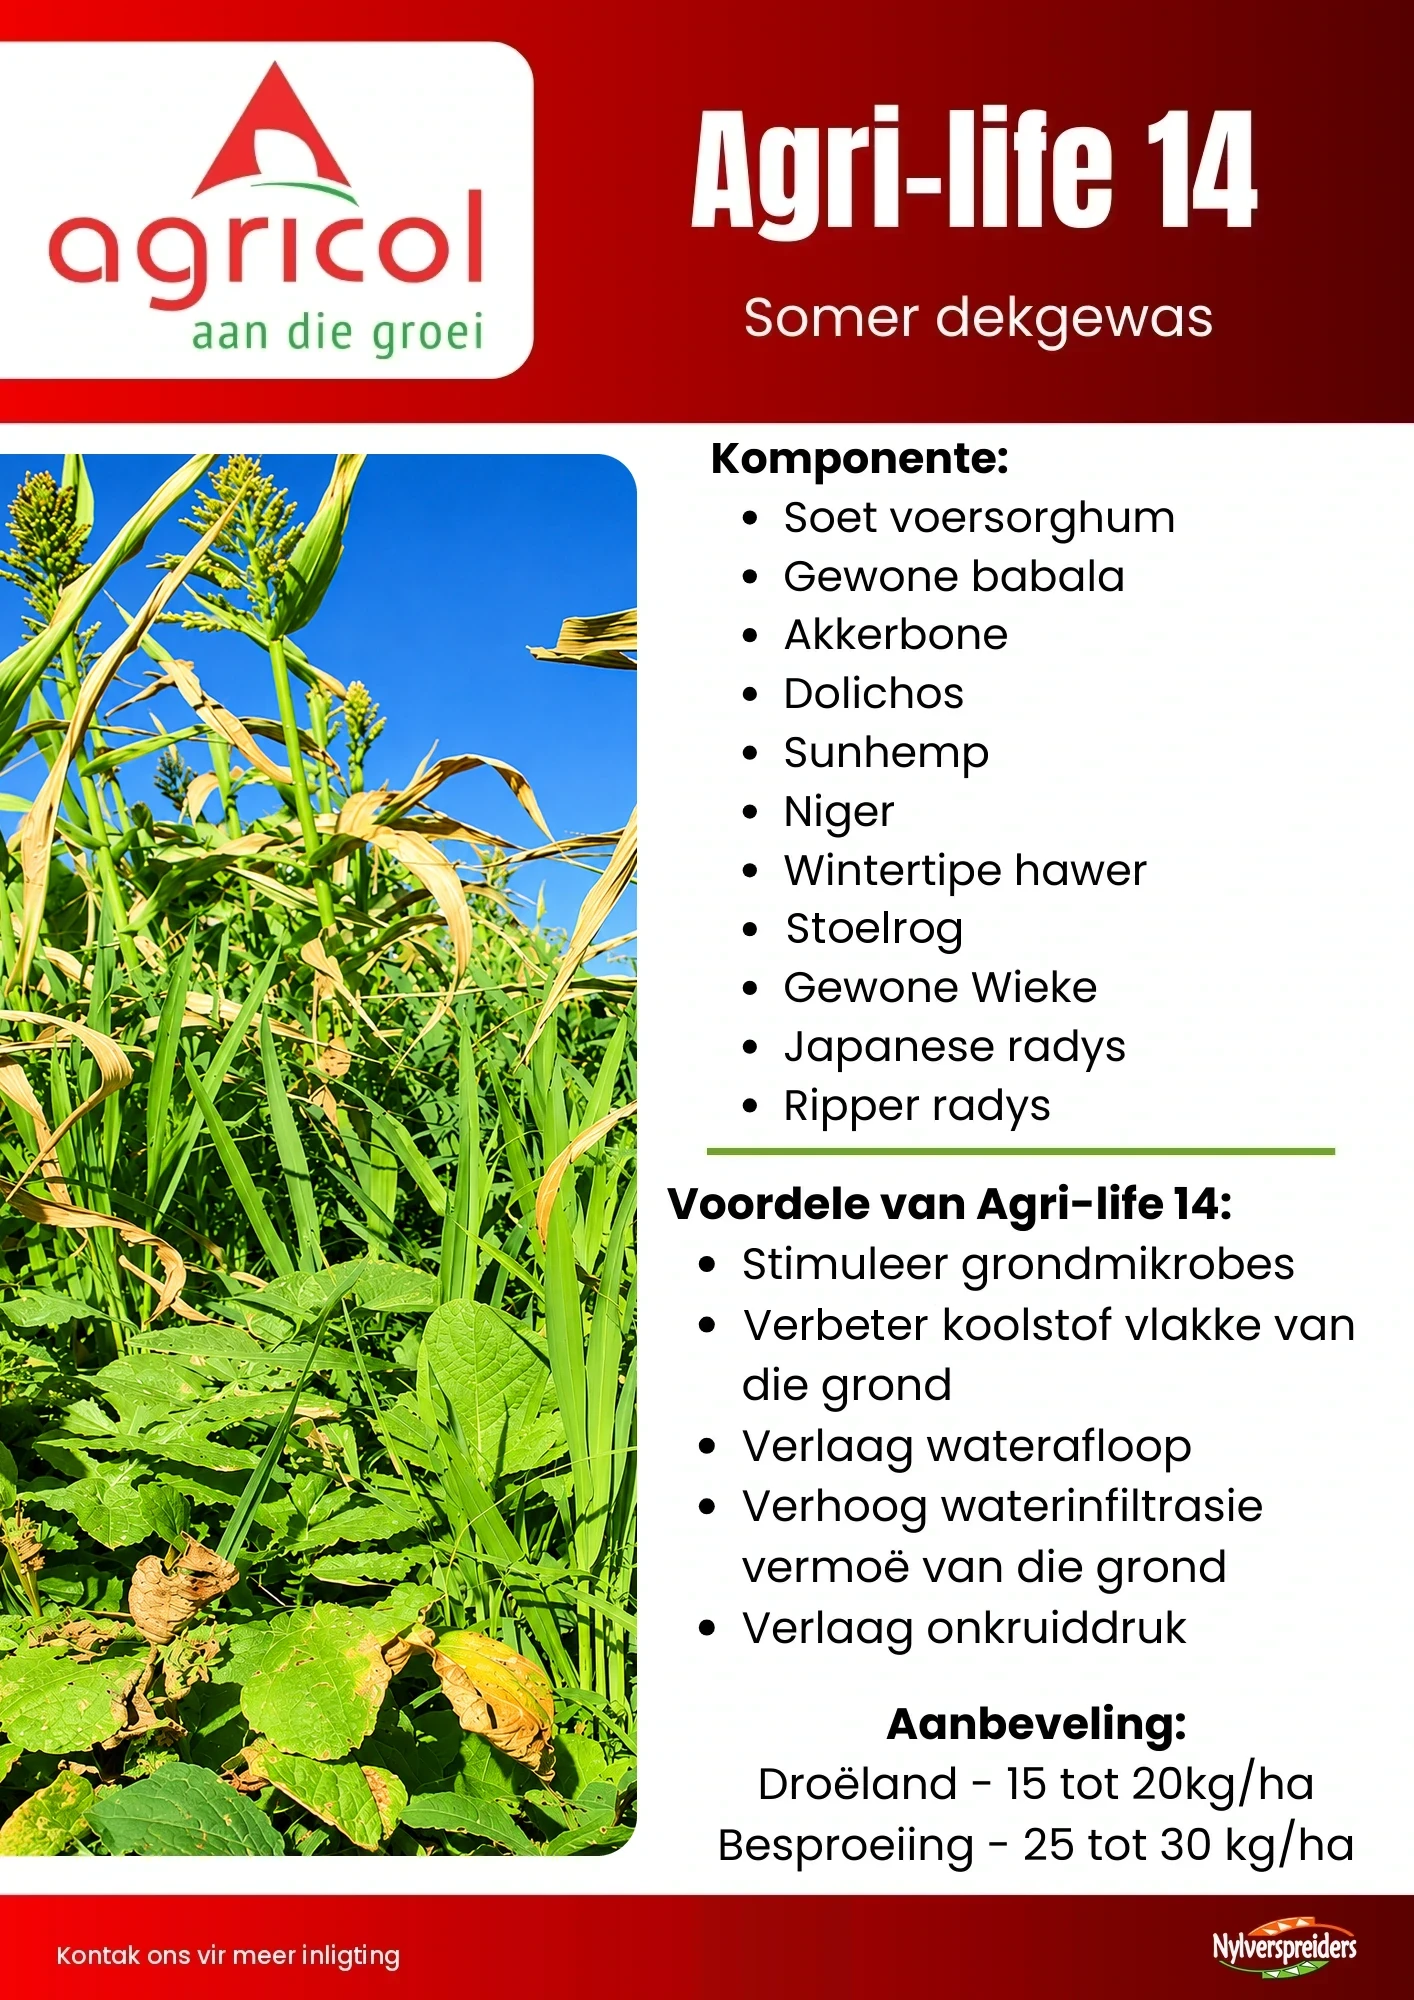 agricol
aan die groei
Agri-life 14
Somer dekgewas
Komponente:
• Soet voersorghum
• Gewone babala
• Akkerbone
• Dolichos
• Sunhemp
• Niger
• Wintertipe hawer
• Stoelrog
• Gewone Wieke
• Japanese radys
• Ripper radys
Voordele van Agri-life 14:
• Stimuleer grondmikrobes
• Verbeter koolstof vlakke van
die grond
• Verlaag waterafloop
• Verhoog waterinfiltrasie
vermoë van die grond
• Verlaag onkruiddruk
Aanbeveling:
Droëland - 15 tot 20kg/ha
Besproeiing - 25 tot 30 kg/ha
Kontak ons vir meer inligting
Nylverspreiders